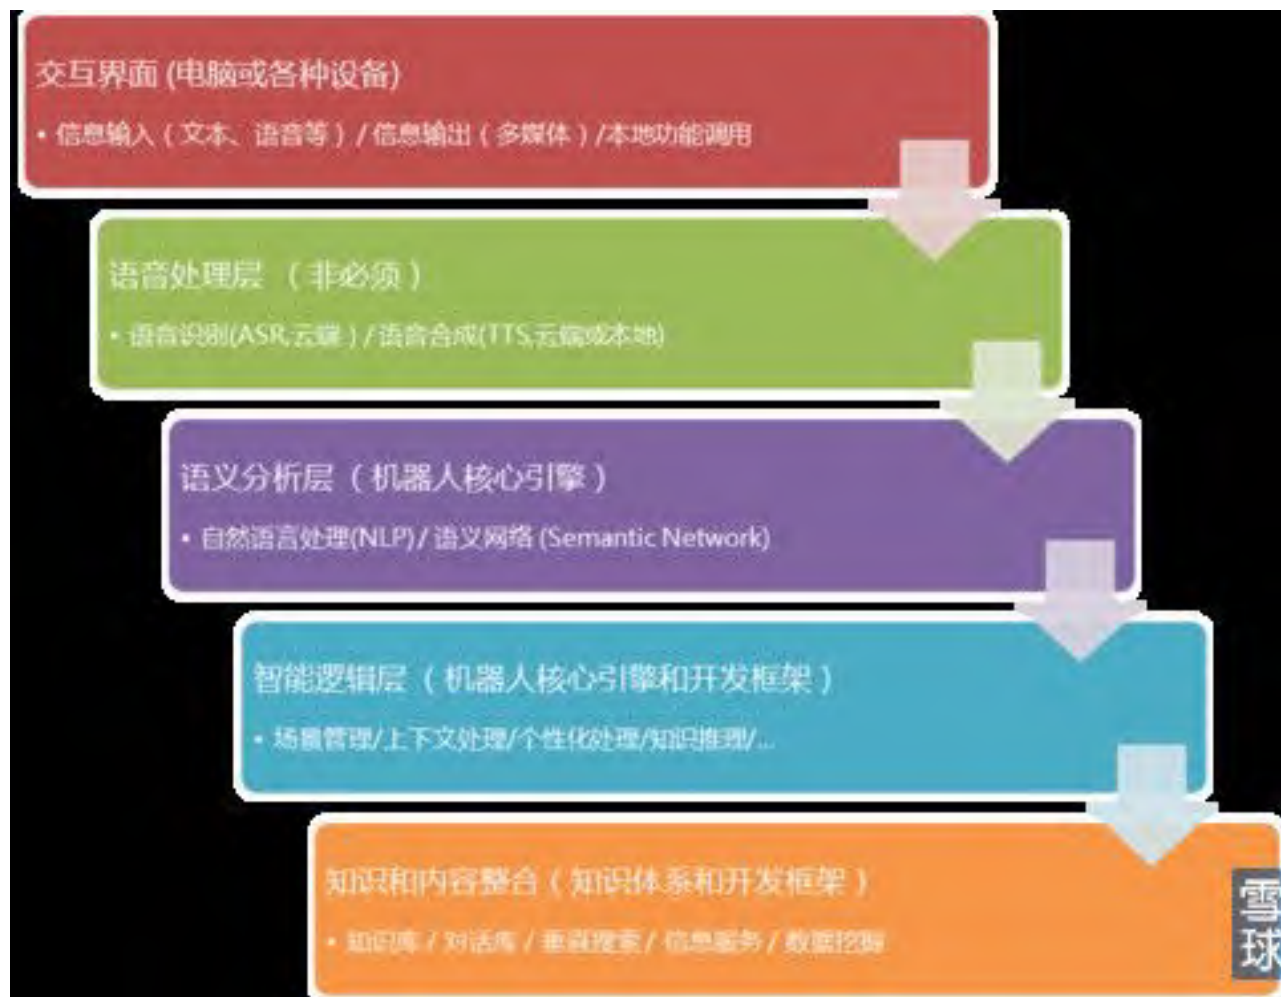 交互界面 (电脑或各种设备)
• 信息输入（文本、语音等）/ 信息输出（多媒体）/本地功能调用
语音处理层 （非必须）
• 语音识别(ASR,云端）/ 语音合成(TTS,云端或本地)
语义分析层（机器人核心引擎）
• 自然语言处理(NLP) / 语义网络 (Semantic Network)
智能逻辑层（机器人核心引擎和开发框架）
• 场景管理/上下文处理/个性化处理/知识推理/...
知识和内容整合（知识体系和开发框架）
• 知识库 / 对话库 / 垂直搜索 / 信息服务 / 数据挖掘
雪球